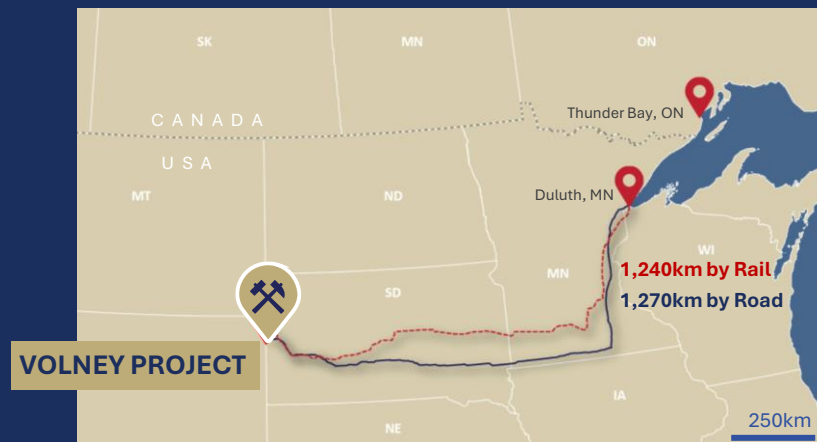 SK
MN
ON
Thunder Bay, ON
CANADA
USA
MT
ND
Duluth, MN
WI
1,240km by Rail
MN
SD
1,270km by Road
VOLNEY PROJECT
IA
NE
250km